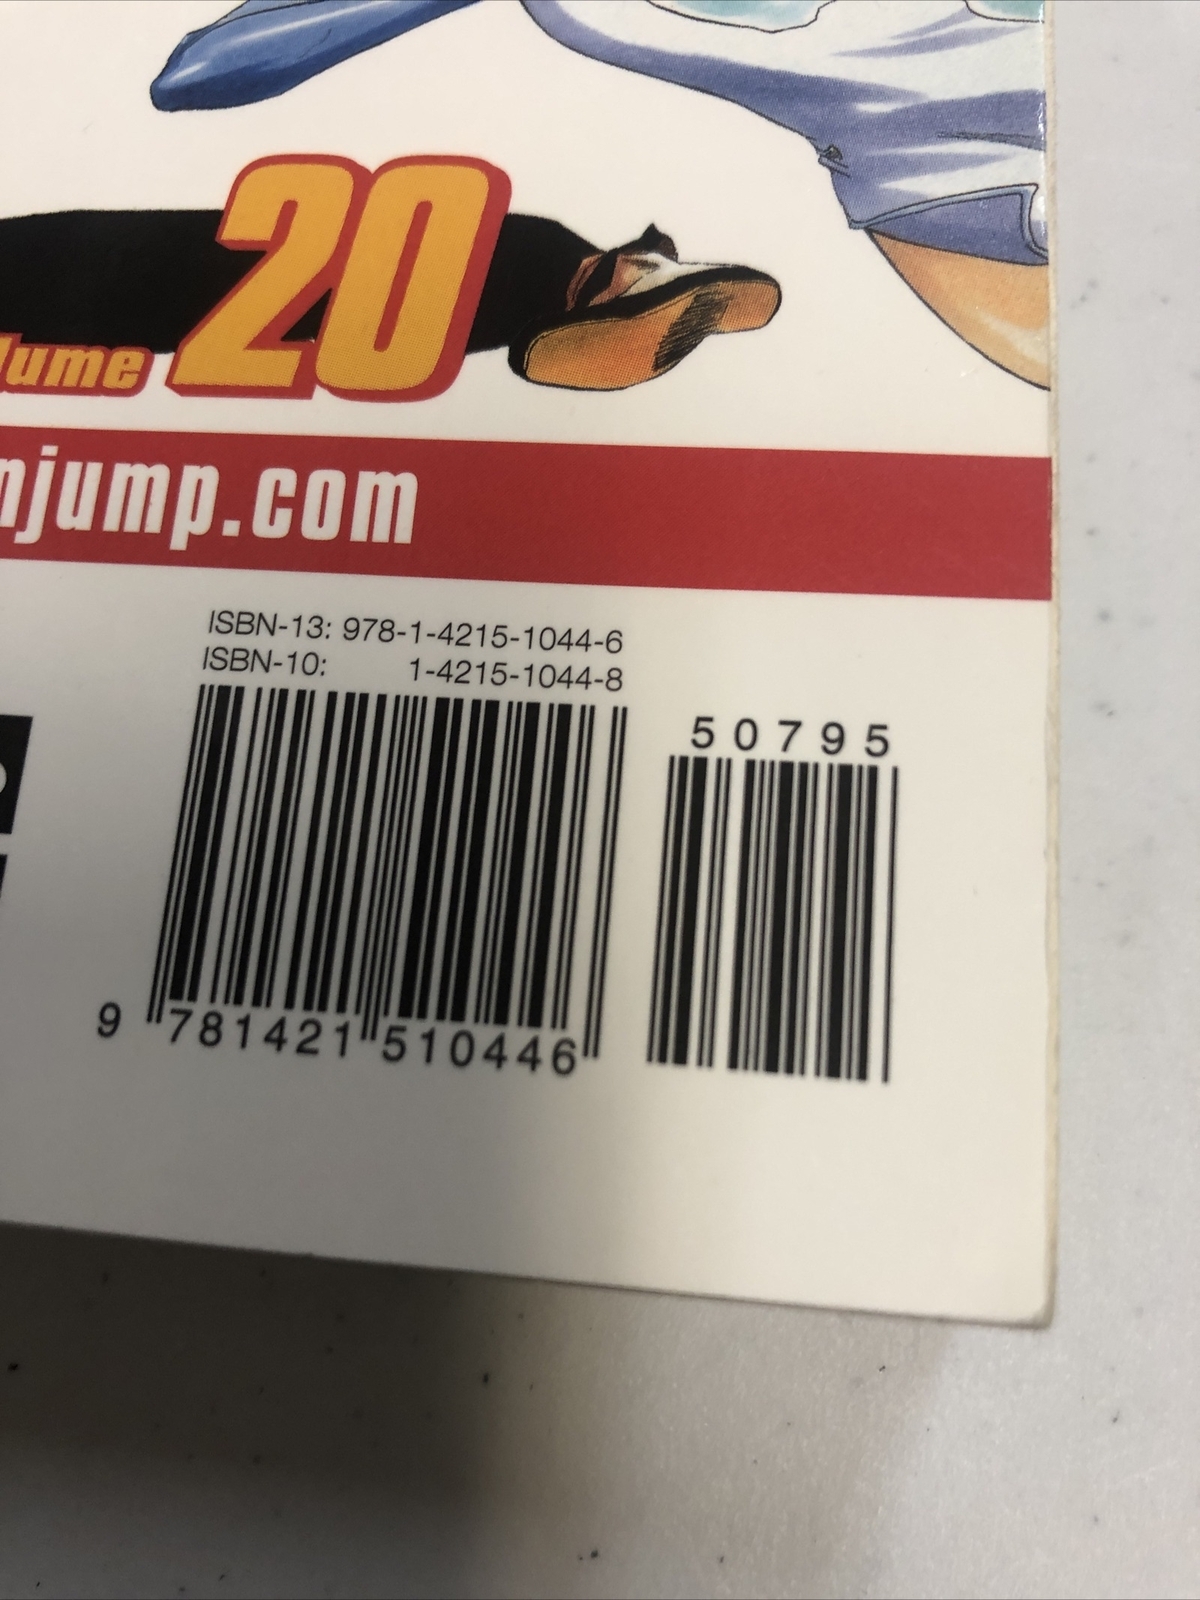 lume 20
njump.com
ISBN-13: 978-1-4215-1044-6
ISBN-10: 1-4215-1044-8
50795
9 781421 510446